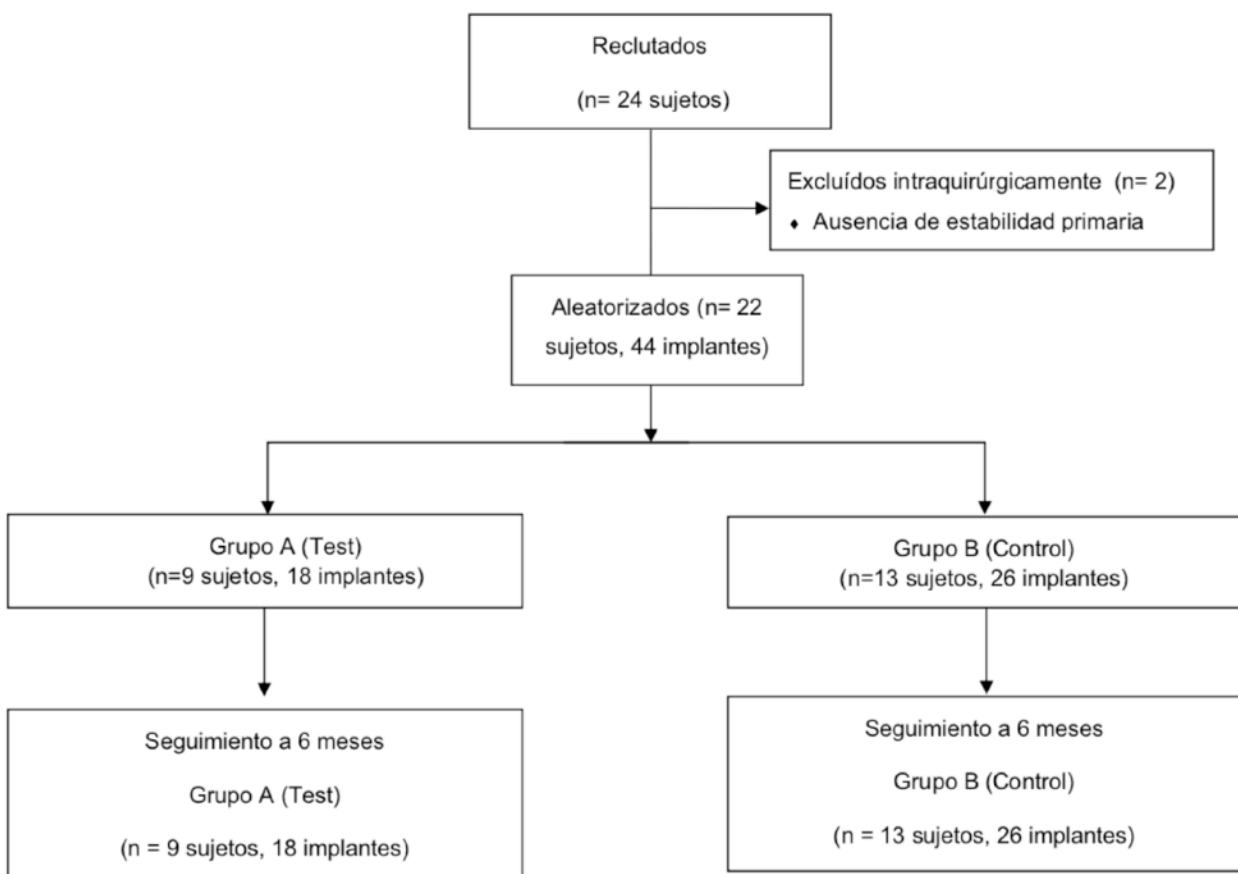 Reclutados
(n= 24 sujetos)
Excluídos intraquirúrgicamente (n= 2)
♦ Ausencia de estabilidad primaria
Aleatorizados (n= 22
sujetos, 44 implantes)
Grupo A (Test)
(n=9 sujetos, 18 implantes)
Grupo B (Control)
(n=13 sujetos, 26 implantes)
Seguimiento a 6 meses
Grupo A (Test)
(n = 9 sujetos, 18 implantes)
Seguimiento a 6 meses
Grupo B (Control)
(n = 13 sujetos, 26 implantes)